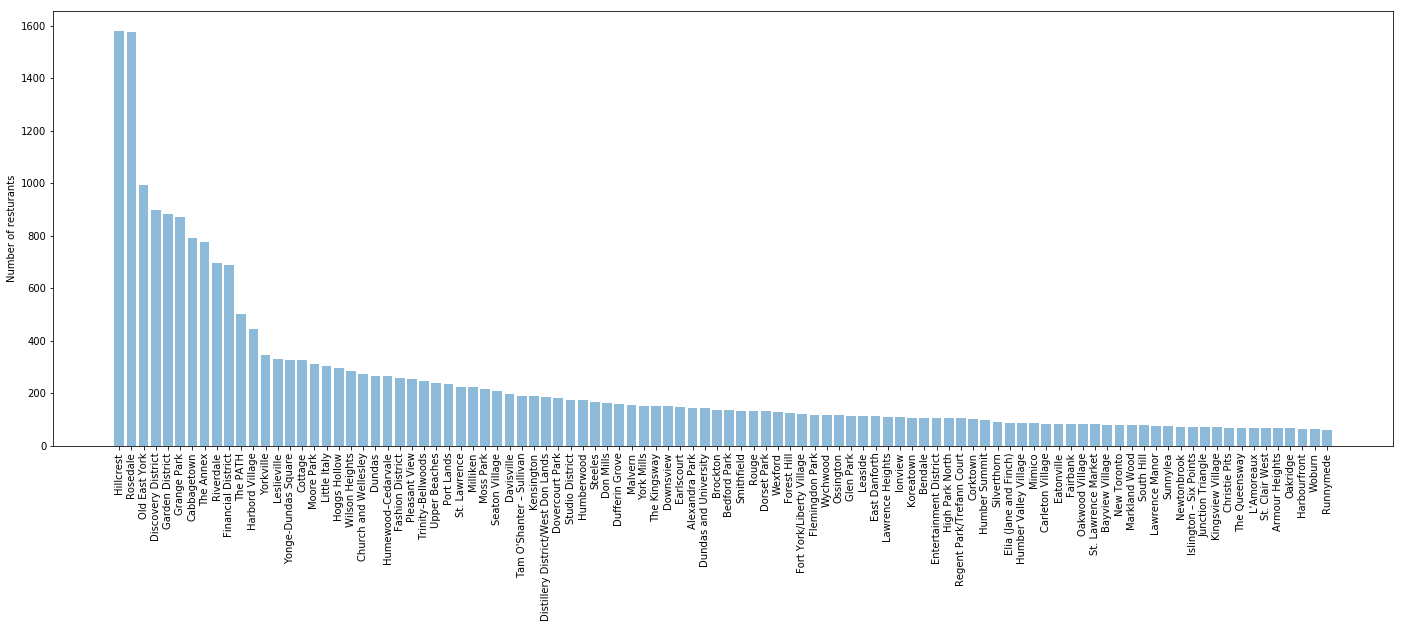 1600
1400
1200
1000
800
600
400
200
0
Number of resturants
Hillcrest
Rosedale
Old East York
Discovery District
Garden District
Grange Park
Cabbagetown
The Annex
Riverdale
Financial District
The PATH
Harbord Village
Yorkville
Leslieville
Yonge-Dundas Square
Cottage
Moore Park
Little Italy
Hoggs Hollow
Wilson Heights
Church and Wellesley
Dundas
Humewood–Cedarvale
Fashion District
Pleasant View
Trinity–Bellwoods
Upper Beaches
Port Lands
St. Lawrence
Milliken
Moss Park
Seaton Village
Davisville
Tam O'Shanter – Sullivan
Kensington
Distillery District/West Don Lands
Dovercourt Park
Studio District
Humberwood
Steeles
Don Mills
Dufferin Grove
Malvern
York Mills
The Kingsway
Downsview
Earlscourt
Alexandra Park
Dundas and University
Brockton
Bedford Park
Smithfield
Rouge
Dorset Park
Wexford
Forest Hill
Fort York/Liberty Village
Flemingdon Park
Wychwood
Ossington
Glen Park
Leaside
East Danforth
Lawrence Heights
Ionview
Koreatown
Bendale
Entertainment District
High Park North
Regent Park/Trefann Court
Corktown
Humber Summit
Silverthorn
Elia (Jane and Finch)
Humber Valley Village
Mimico
Carleton Village
Eatonville
Fairbank
Oakwood Village
St. Lawrence Market
Bayview Village
New Toronto
Markland Wood
South Hill
Lawrence Manor
Sunnylea
Newtonbrook
Islington – Six Points
Junction Triangle
Kingsview Village
Christie Pits
The Queensway
L'Amoreaux
St. Clair West
Armour Heights
Oakridge
Harbourfront
Woburn
Runnymede